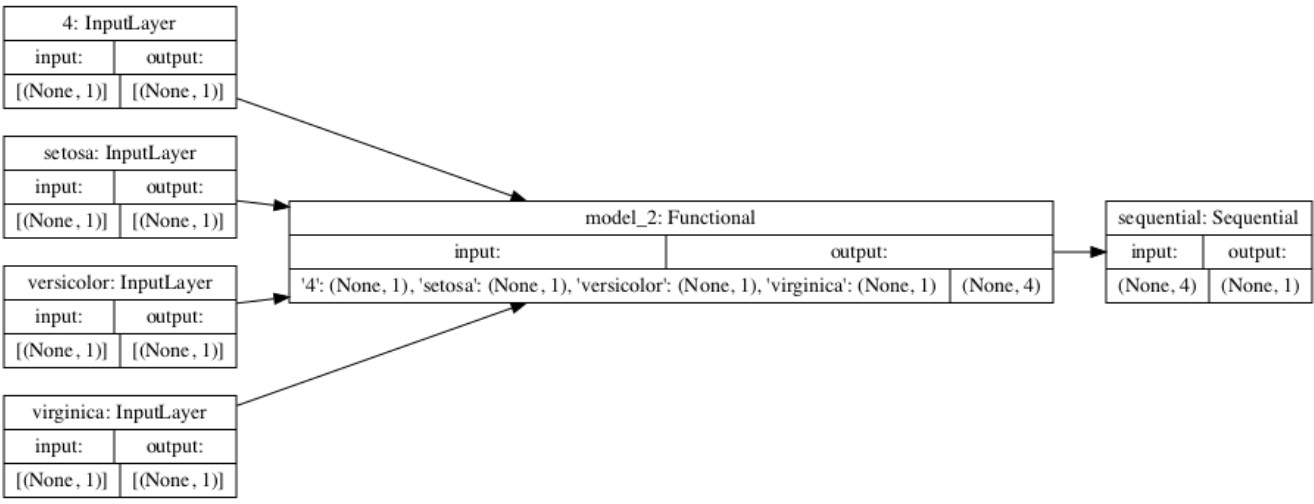 4: InputLayer
input: output:
[(None, 1)] [(None, 1)]
setosa: InputLayer
input: output:
[(None, 1)] [(None, 1)]
versicolor: InputLayer
input: output:
[(None, 1)] [(None, 1)]
virginica: InputLayer
input: output:
[(None, 1)] [(None, 1)]
model_2: Functional
input: output:
'4': (None, 1), 'setosa': (None, 1), 'versicolor': (None, 1), 'virginica': (None, 1) (None, 4)
sequential: Sequential
input: output:
(None, 4) (None, 1)